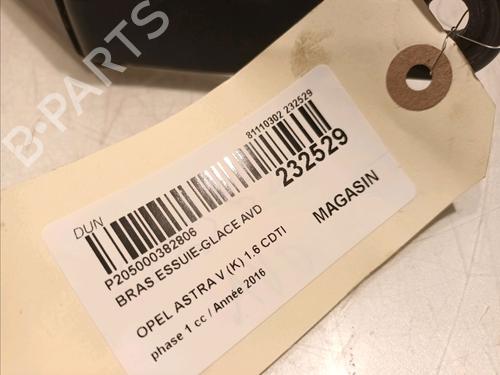 B-PARTS
DUN
81110302 232529
P205000382806
232529
BRAS ESSUIE-GLACE AVD
MAGASIN
OPEL ASTRA V (K) 1.6 CDTI
phase 1 cc / Année 2016